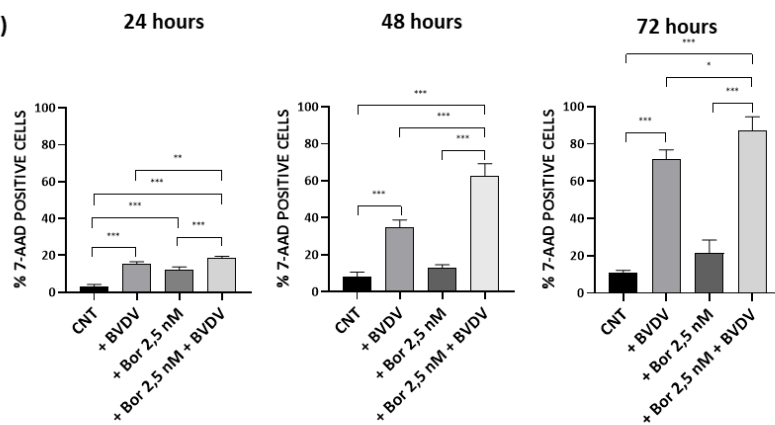 )
24 hours
% 7-AAD POSITIVE CELLS
100
80
60
40
20
0
**
***
***
***
***
CNT
+ BVDV
+ Bor 2,5 nM
+ Bor 2,5 nM + BVDV
48 hours
% 7-AAD POSITIVE CELLS
100
80
60
40
20
0
***
***
***
***
CNT
+ BVDV
+ Bor 2,5 nM
+ Bor 2,5 nM + BVDV
72 hours
% 7-AAD POSITIVE CELLS
100
80
60
40
20
0
***
*
***
***
CNT
+ BVDV
+ Bor 2,5 nM
+ Bor 2,5 nM + BVDV